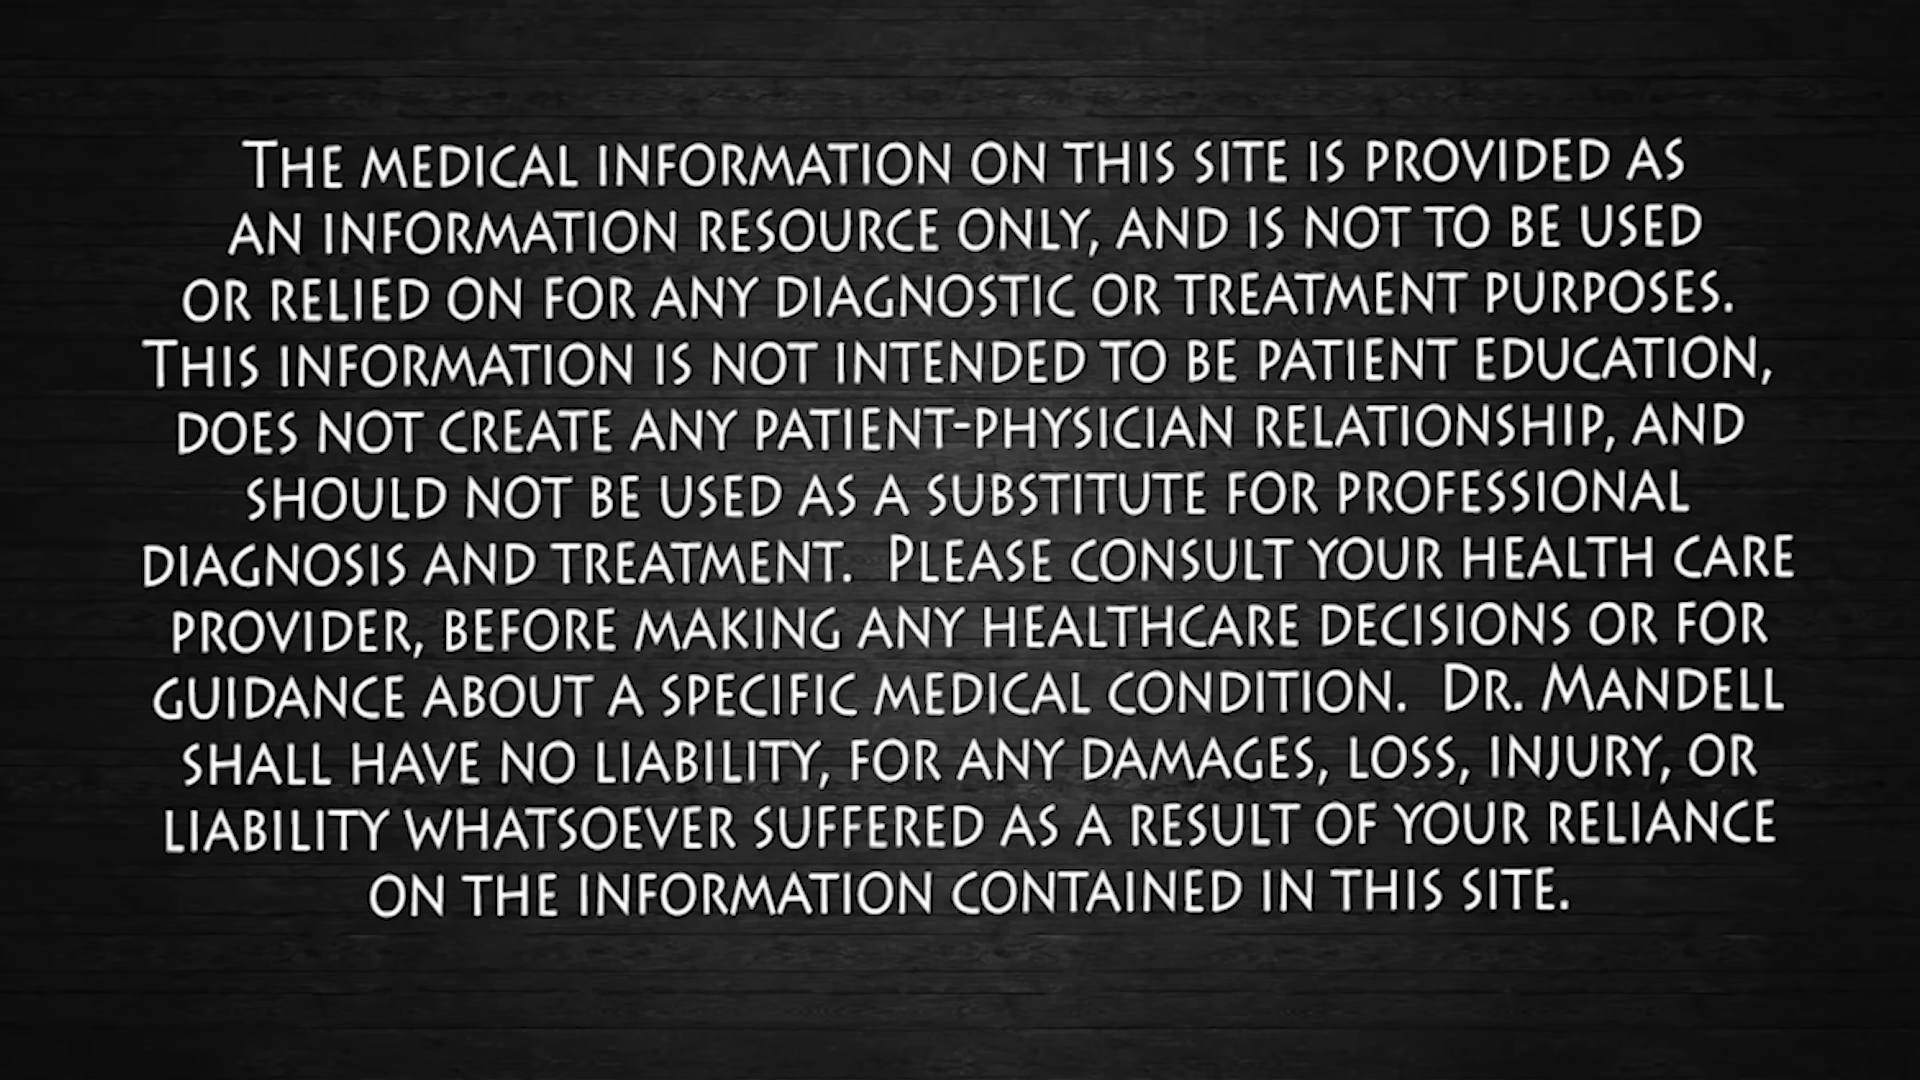 The medical information on this site is provided as
an information resource only, and is not to be used
or relied on for any diagnostic or treatment purposes.
This information is not intended to be patient education,
does not create any patient-physician relationship, and
should not be used as a substitute for professional
diagnosis and treatment.  Please consult your health care
provider, before making any healthcare decisions or for
guidance about a specific medical condition.  Dr. Mandell
shall have no liability, for any damages, loss, injury, or
liability whatsoever suffered as a result of your reliance
on the information contained in this site.